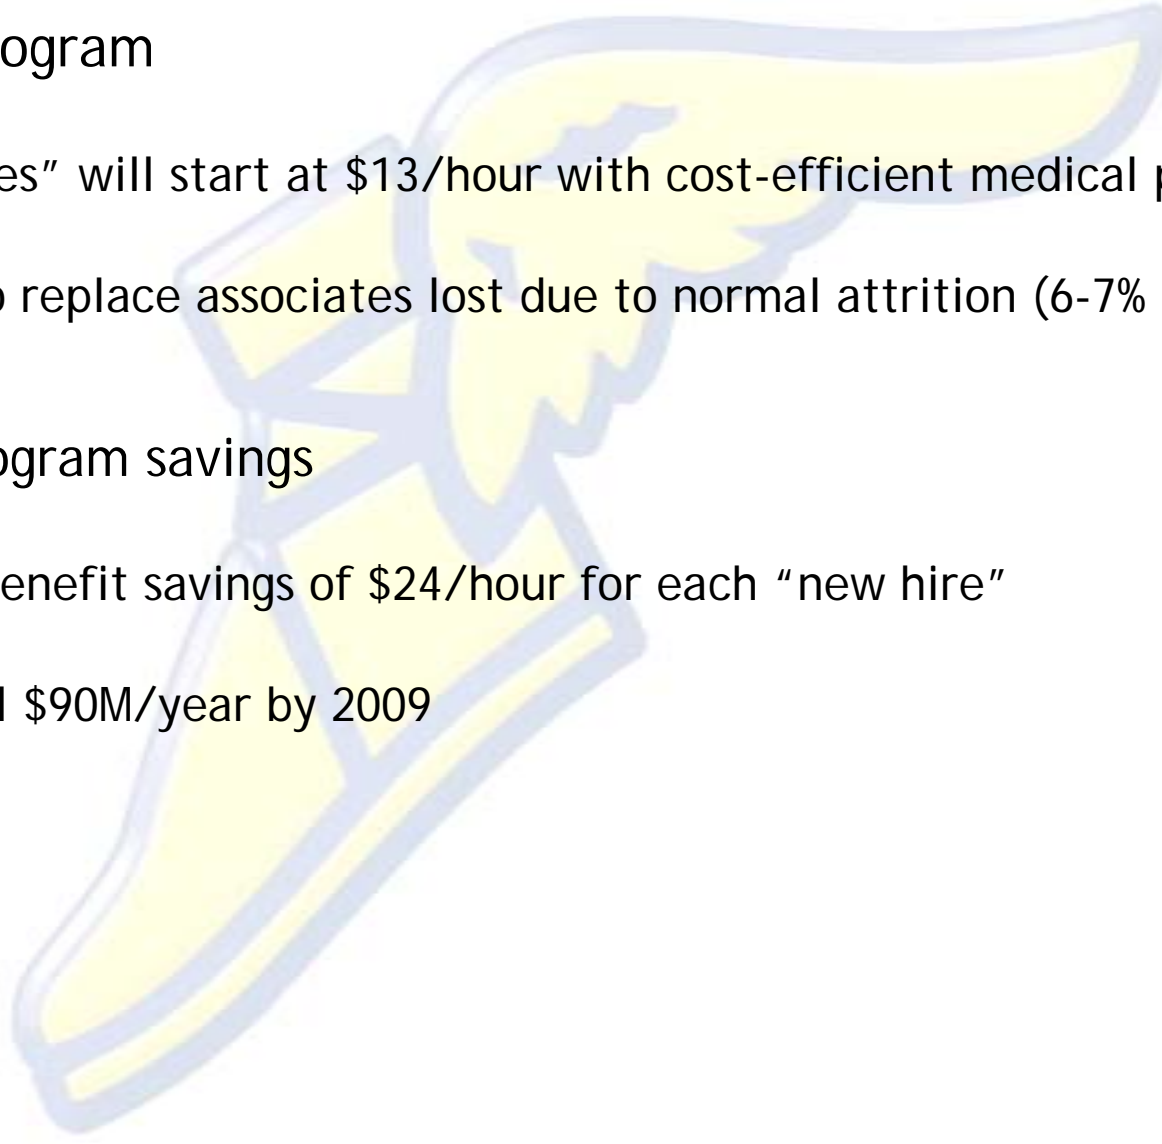 ogram
es” will start at $13/hour with cost-efficient medical p
o replace associates lost due to normal attrition (6-7%
ogram savings
enefit savings of $24/hour for each “new hire”
l $90M/year by 2009